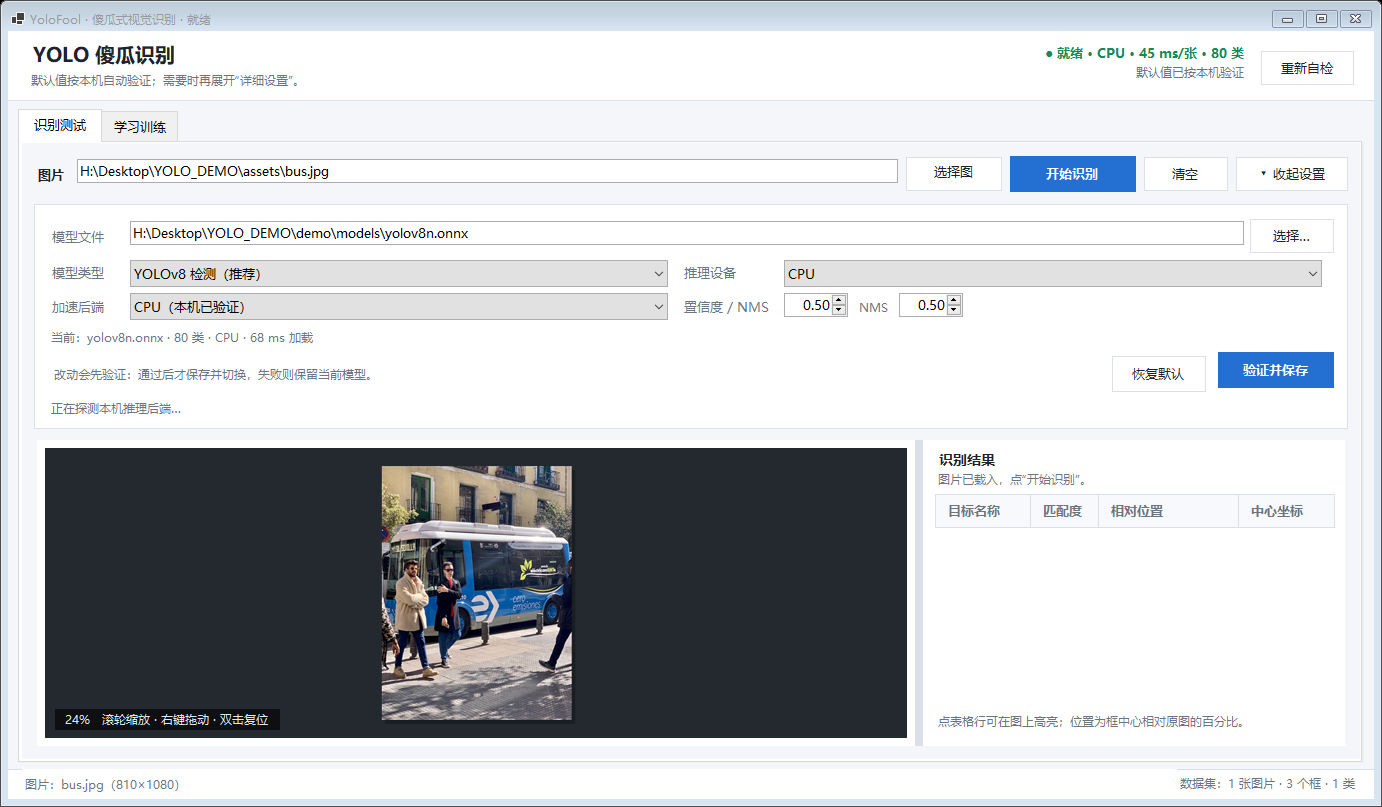 YoloFool · 傻瓜式视觉识别 · 就绪
YOLO 傻瓜识别
默认值按本机自动验证；需要时再展开“详细设置”。
● 就绪 · CPU · 45 ms/张 · 80 类
默认值已按本机验证
重新自检
识别测试 学习训练
图片 H:\Desktop\YOLO_DEMO\assets\bus.jpg 选择图 开始识别 清空 ▾ 收起设置
模型文件 H:\Desktop\YOLO_DEMO\demo\models\yolov8n.onnx 选择...
模型类型 YOLOv8 检测（推荐） 推理设备 CPU
加速后端 CPU（本机已验证） 置信度 / NMS 0.50 NMS 0.50
当前：yolov8n.onnx · 80 类 · CPU · 68 ms 加载
改动会先验证：通过后才保存并切换，失败则保留当前模型。
恢复默认 验证并保存
正在探测本机推理后端...
cero
emisiones
24% 滚轮缩放 · 右键拖动 · 双击复位
识别结果
图片已载入，点“开始识别”。
目标名称 匹配度 相对位置 中心坐标
点表格行可在图上高亮；位置为框中心相对原图的百分比。
图片：bus.jpg（810×1080）
数据集：1 张图片 · 3 个框 · 1 类